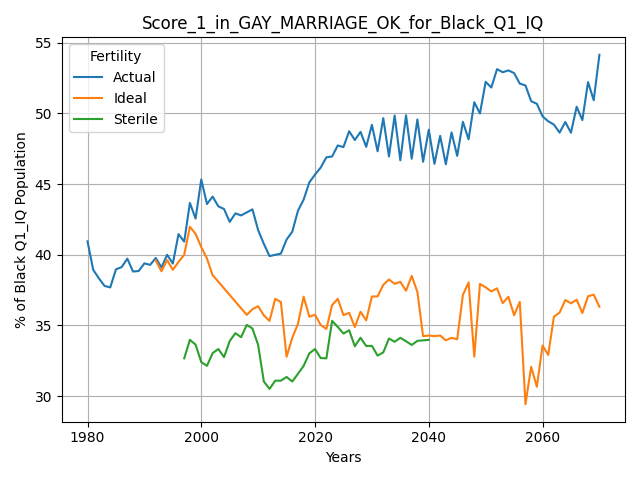 Score_1_in_GAY_MARRIAGE_OK_for_Black_Q1_IQ
Fertility
Actual
Ideal
Sterile
% of Black Q1_IQ Population
55
50
45
40
35
30
1980
2000
2020
2040
2060
Years